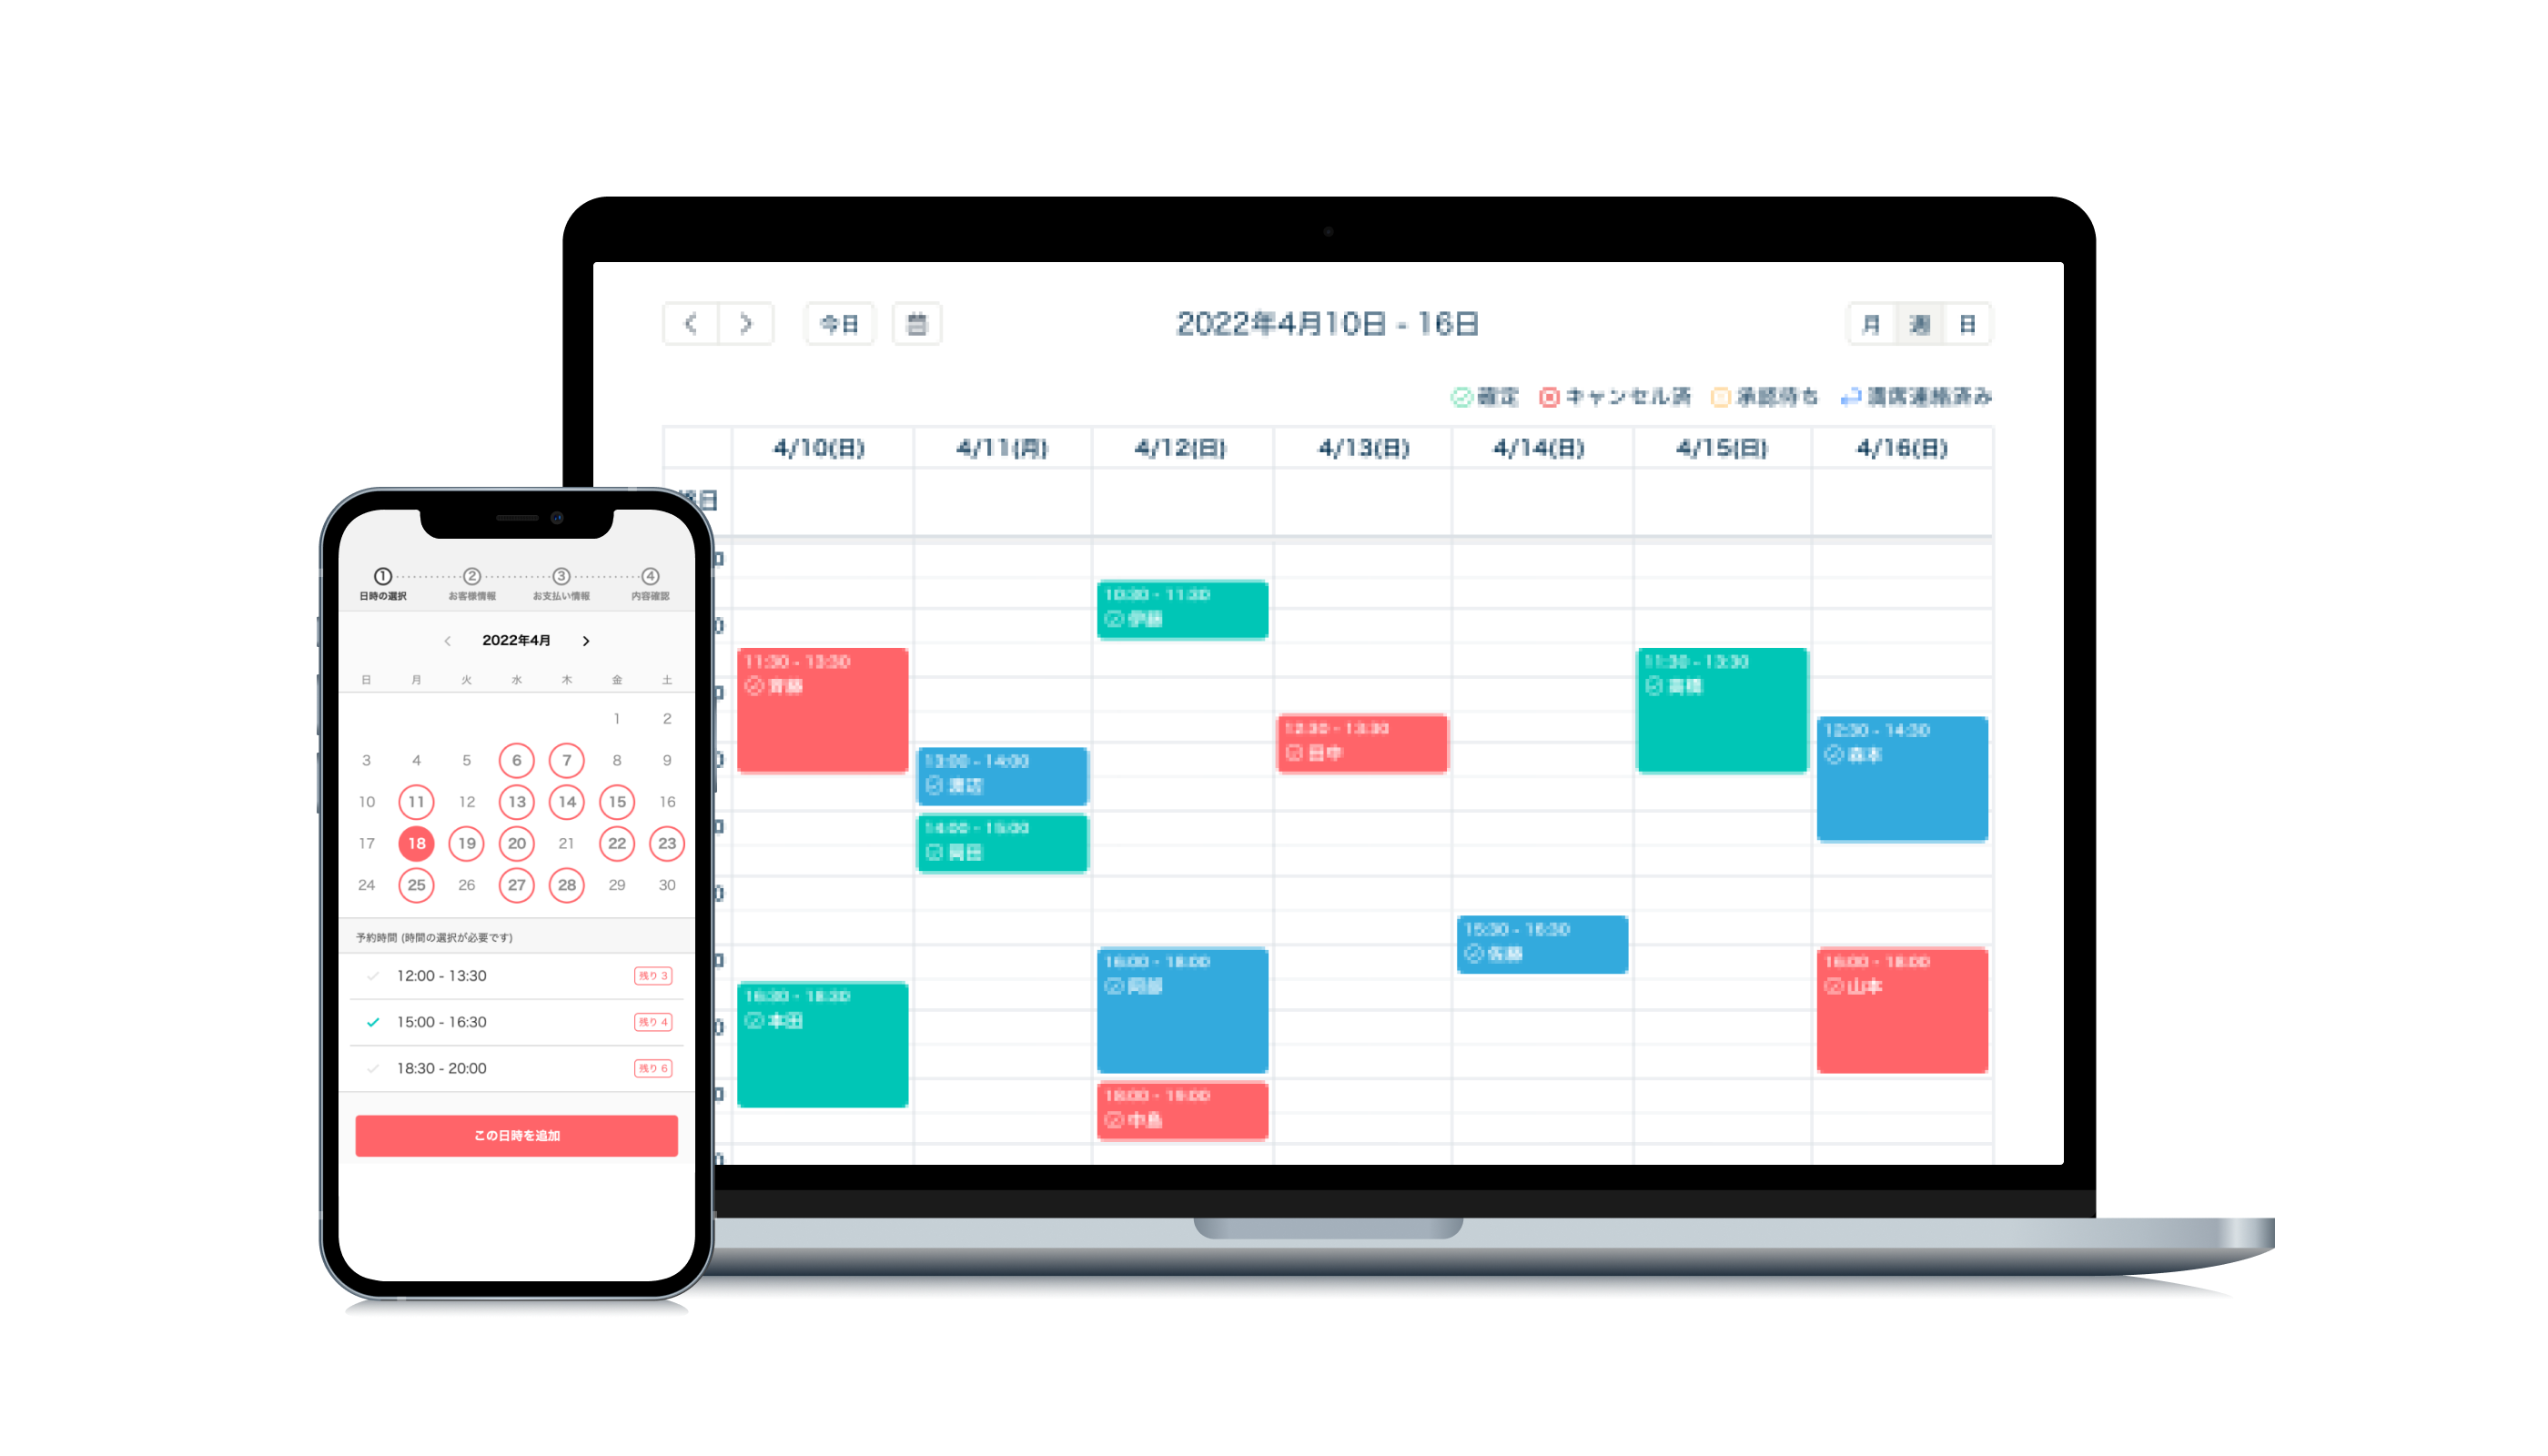 今日
2022年4月10日 - 16日
月 週 日
確定 キャンセル済 承認待ち 満席連絡済み
4/10(日) 4/11(月) 4/12(日) 4/13(日) 4/14(日) 4/15(日) 4/16(日)
日
10:30 - 11:30
伊藤
11:30 - 13:30
斉藤
11:30 - 13:30
高橋
12:30 - 13:30
田中
12:30 - 14:30
森本
13:00 - 14:00
渡辺
14:00 - 15:00
岡田
15:30 - 16:30
佐藤
16:00 - 18:00
阿部
16:00 - 18:00
山本
16:30 - 18:30
本田
18:00 - 19:00
中島
1 2 3 4
日時の選択 お客様情報 お支払い情報 内容確認
2022年4月
日 月 火 水 木 金 土
1 2
3 4 5 6 7 8 9
10 11 12 13 14 15 16
17 18 19 20 21 22 23
24 25 26 27 28 29 30
予約時間 (時間の選択が必要です)
12:00 - 13:30 残り 3
15:00 - 16:30 残り 4
18:30 - 20:00 残り 6
この日時を追加